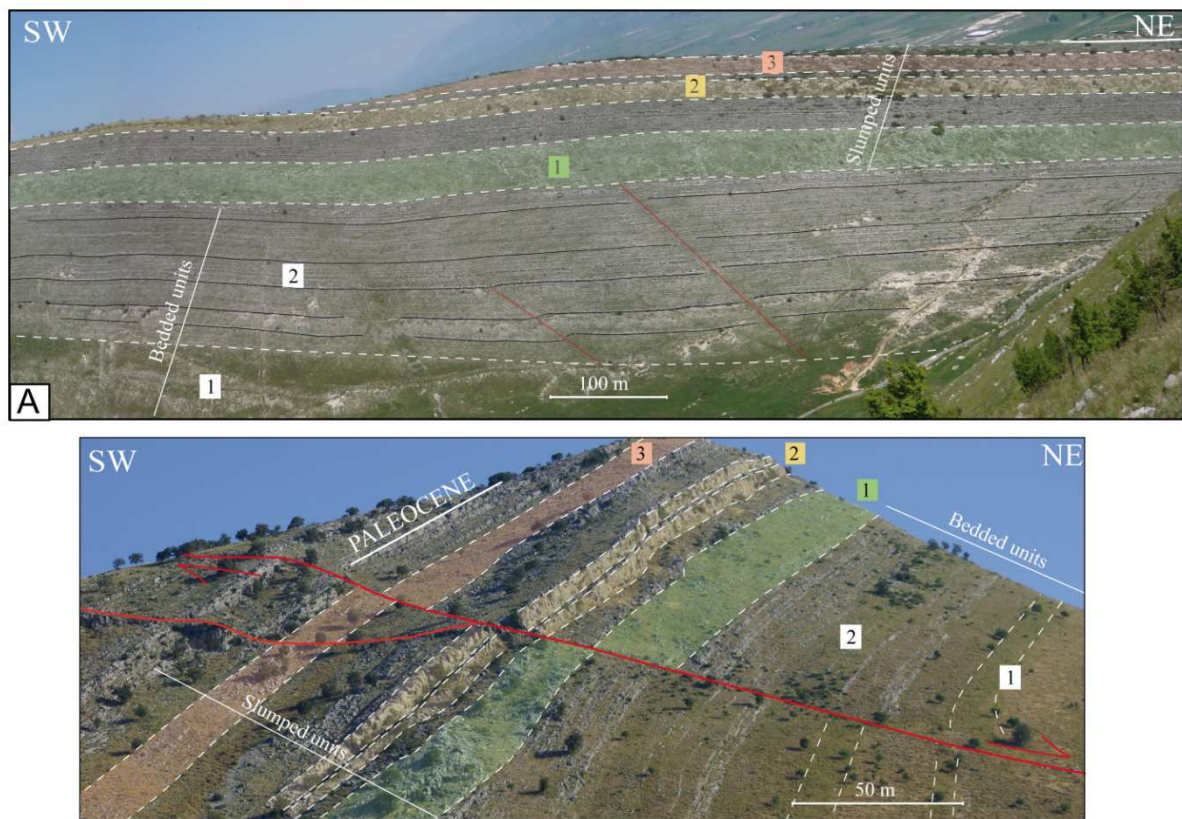 SW
NE
3
2
Slumped units
1
2
Bedded units
1
A
100 m
SW
NE
3
2
1
PALEOCENE
Bedded units
2
1
Slumped units
50 m